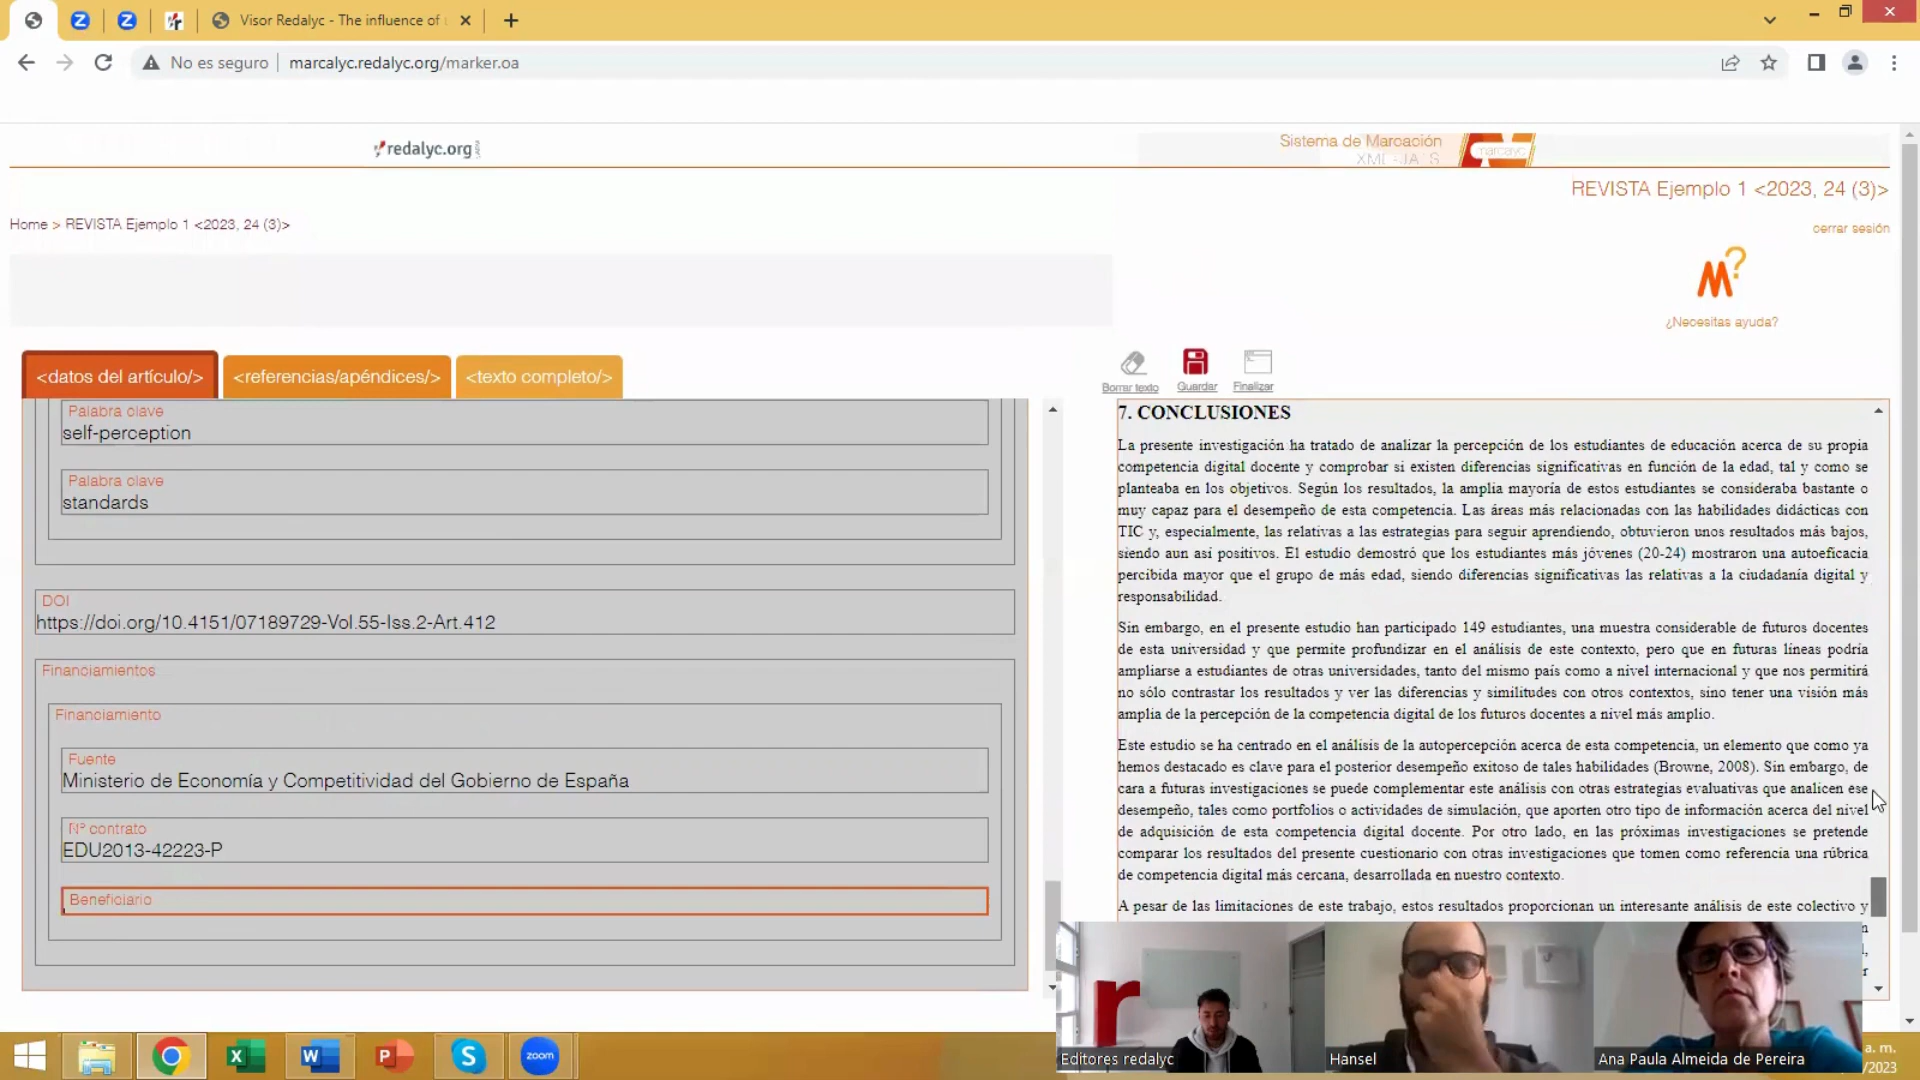 Visor Redalyc - The influence of
No es seguro
marcalyc.redalyc.org/marker.oa
redalyc.org
Sistema de Marcación
marcalyc
REVISTA Ejemplo 1 <2023, 24 (3)>
Home > REVISTA Ejemplo 1 <2023, 24 (3)>
cerrar sesión
M?
¿Necesitas ayuda?
<datos del artículo/>
<referencias/apéndices/>
<texto completo/>
Borrar texto
Guardar
Finalizar
Palabra clave
self-perception
Palabra clave
standards
DOI
https://doi.org/10.4151/07189729-Vol.55-Iss.2-Art.412
Financiamientos
Financiamiento
Fuente
Ministerio de Economía y Competitividad del Gobierno de España
Nº contrato
EDU2013-42223-P
Beneficiario
7. CONCLUSIONES
La presente investigación ha tratado de analizar la percepción de los estudiantes de educación acerca de su propia
competencia digital docente y comprobar si existen diferencias significativas en función de la edad, tal y como se
planteaba en los objetivos. Según los resultados, la amplia mayoría de estos estudiantes se consideraba bastante o
muy capaz para el desempeño de esta competencia. Las áreas más relacionadas con las habilidades didácticas con
TIC y, especialmente, las relativas a las estrategias para seguir aprendiendo, obtuvieron unos resultados más bajos,
siendo aun así positivos. El estudio demostró que los estudiantes más jóvenes (20-24) mostraron una autoeficacia
percibida mayor que el grupo de más edad, siendo diferencias significativas las relativas a la ciudadanía digital y
responsabilidad.
Sin embargo, en el presente estudio han participado 149 estudiantes, una muestra considerable de futuros docentes
de esta universidad y que permite profundizar en el análisis de este contexto, pero que en futuras líneas podría
ampliarse a estudiantes de otras universidades, tanto del mismo país como a nivel internacional y que nos permitirá
no sólo contrastar los resultados y ver las diferencias y similitudes con otros contextos, sino tener una visión más
amplia de la percepción de la competencia digital de los futuros docentes a nivel más amplio.
Este estudio se ha centrado en el análisis de la autopercepción acerca de esta competencia, un elemento que como ya
hemos destacado es clave para el posterior desempeño exitoso de tales habilidades (Browne, 2008). Sin embargo, de
cara a futuras investigaciones se puede complementar este análisis con otras estrategias evaluativas que analicen ese
desempeño, tales como portfolios o actividades de simulación, que aporten otro tipo de información acerca del nivel
de adquisición de esta competencia digital docente. Por otro lado, en las próximas investigaciones se pretende
comparar los resultados del presente cuestionario con otras investigaciones que tomen como referencia una rúbrica
de competencia digital más cercana, desarrollada en nuestro contexto.
A pesar de las limitaciones de este trabajo, estos resultados proporcionan un interesante análisis de este colectivo y
r
Editores redalyc
Hansel
Ana Paula Almeida de Pereira
zoom
a. m.
/2023